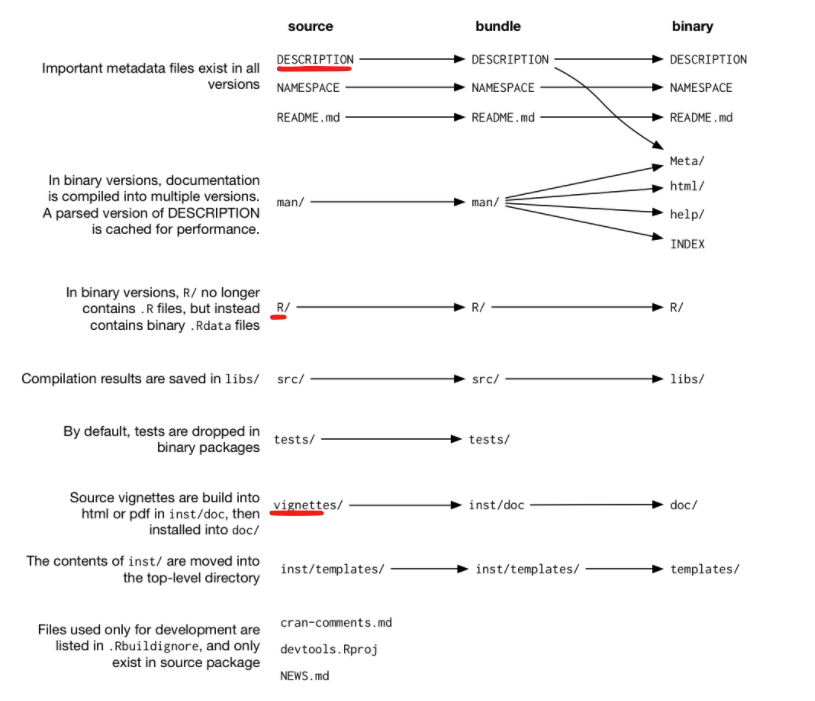 source bundle binary
Important metadata files exist in all
versions
DESCRIPTION DESCRIPTION DESCRIPTION
NAMESPACE NAMESPACE NAMESPACE
README.md README.md README.md
In binary versions, documentation
is compiled into multiple versions.
A parsed version of DESCRIPTION
is cached for performance.
man/ man/
Meta/
html/
help/
INDEX
In binary versions, R/ no longer
contains .R files, but instead
contains binary .Rdata files
R/ R/ R/
Compilation results are saved in libs/ src/ src/ libs/
By default, tests are dropped in
binary packages
tests/ tests/
Source vignettes are build into
html or pdf in inst/doc, then
installed into doc/
vignettes/ inst/doc doc/
The contents of inst/ are moved into
the top-level directory
inst/templates/ inst/templates/ templates/
Files used only for development are
listed in .Rbuildignore, and only
exist in source package
cran-comments.md
devtools.Rproj
NEWS.md